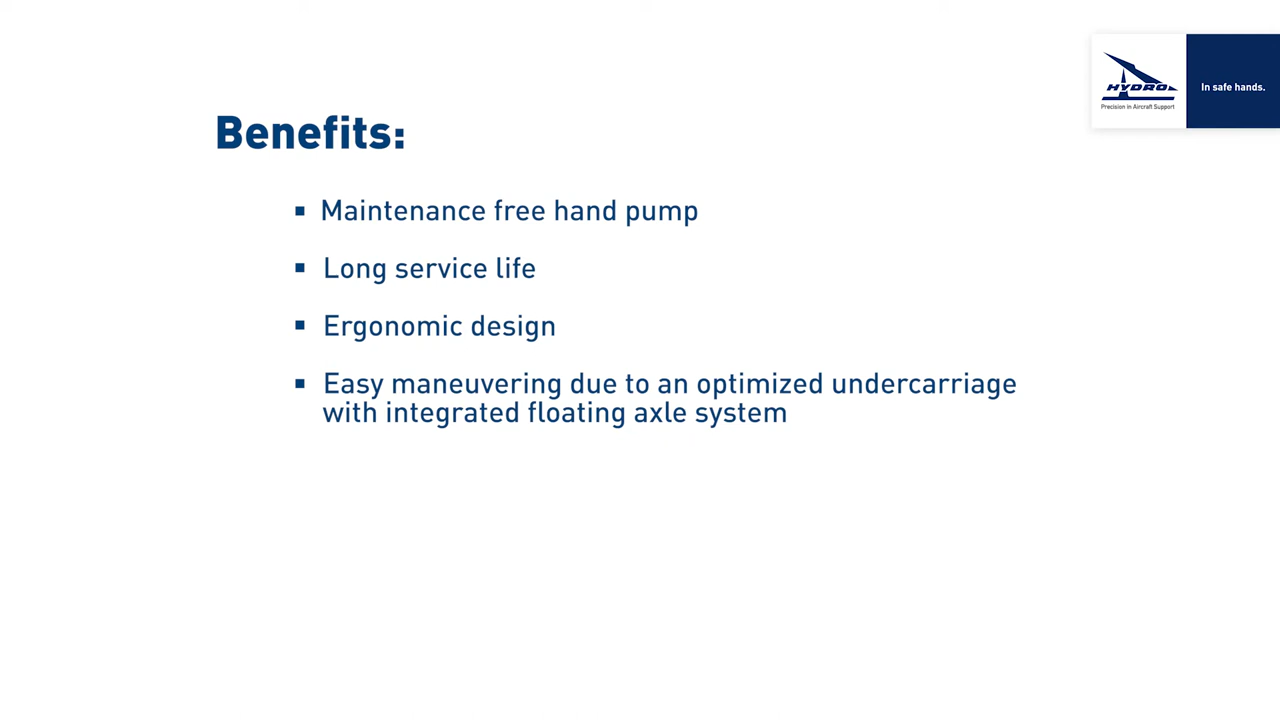 HYDRO
Precision in Aircraft Support
In safe hands.
Benefits:
▪ Maintenance free hand pump
▪ Long service life
▪ Ergonomic design
▪ Easy maneuvering due to an optimized undercarriage
with integrated floating axle system